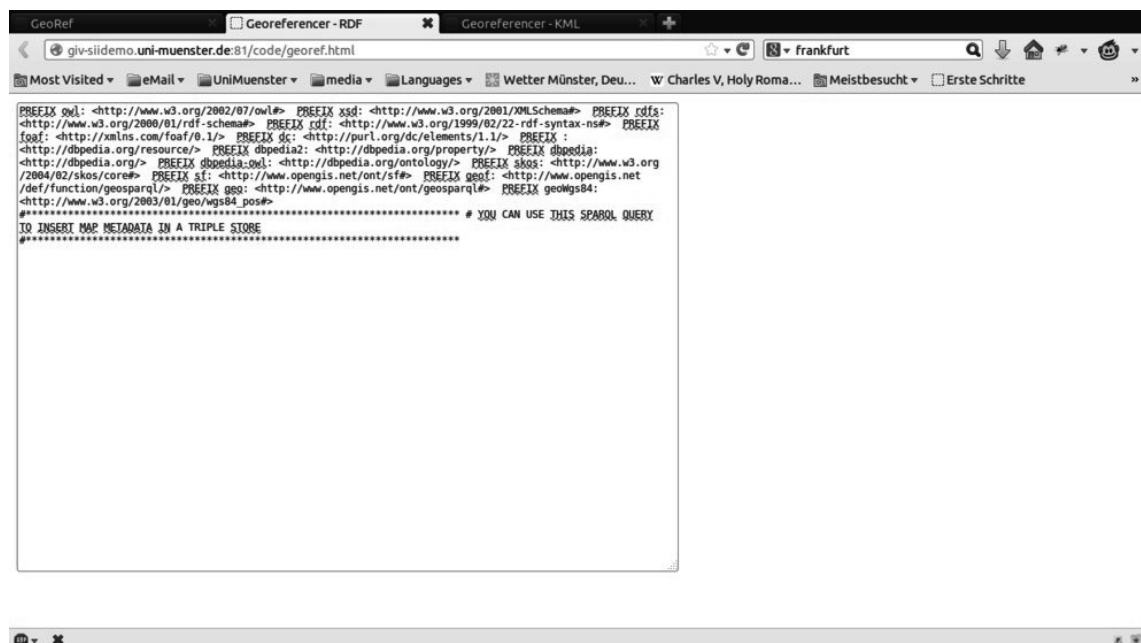 GeoRef
Georeferencer - RDF
Georeferencer - KML
giv-siidemo.uni-muenster.de:81/code/georef.html
frankfurt
Most Visited
eMail
UniMuenster
media
Languages
Wetter Münster, Deu...
W Charles V, Holy Roma...
Meistbesucht
Erste Schritte
»
PREFIX owl: <http://www.w3.org/2002/07/owl#> PREFIX xsd: <http://www.w3.org/2001/XMLSchema#> PREFIX rdfs:
<http://www.w3.org/2000/01/rdf-schema#> PREFIX rdf: <http://www.w3.org/1999/02/22-rdf-syntax-ns#> PREFIX
foaf: <http://xmlns.com/foaf/0.1/> PREFIX dc: <http://purl.org/dc/elements/1.1/> PREFIX :
<http://dbpedia.org/resource/> PREFIX dbpedia2: <http://dbpedia.org/property/> PREFIX dbpedia:
<http://dbpedia.org/> PREFIX dbpedia-owl: <http://dbpedia.org/ontology/> PREFIX skos: <http://www.w3.org
/2004/02/skos/core#> PREFIX sf: <http://www.opengis.net/ont/sf#> PREFIX geof: <http://www.opengis.net
/def/function/geosparql/> PREFIX geo: <http://www.opengis.net/ont/geosparql#> PREFIX geoWgs84:
<http://www.w3.org/2003/01/geo/wgs84_pos#>
#************************************************************************ # YOU CAN USE THIS SPARQL QUERY
TO INSERT MAP METADATA IN A TRIPLE STORE
#************************************************************************